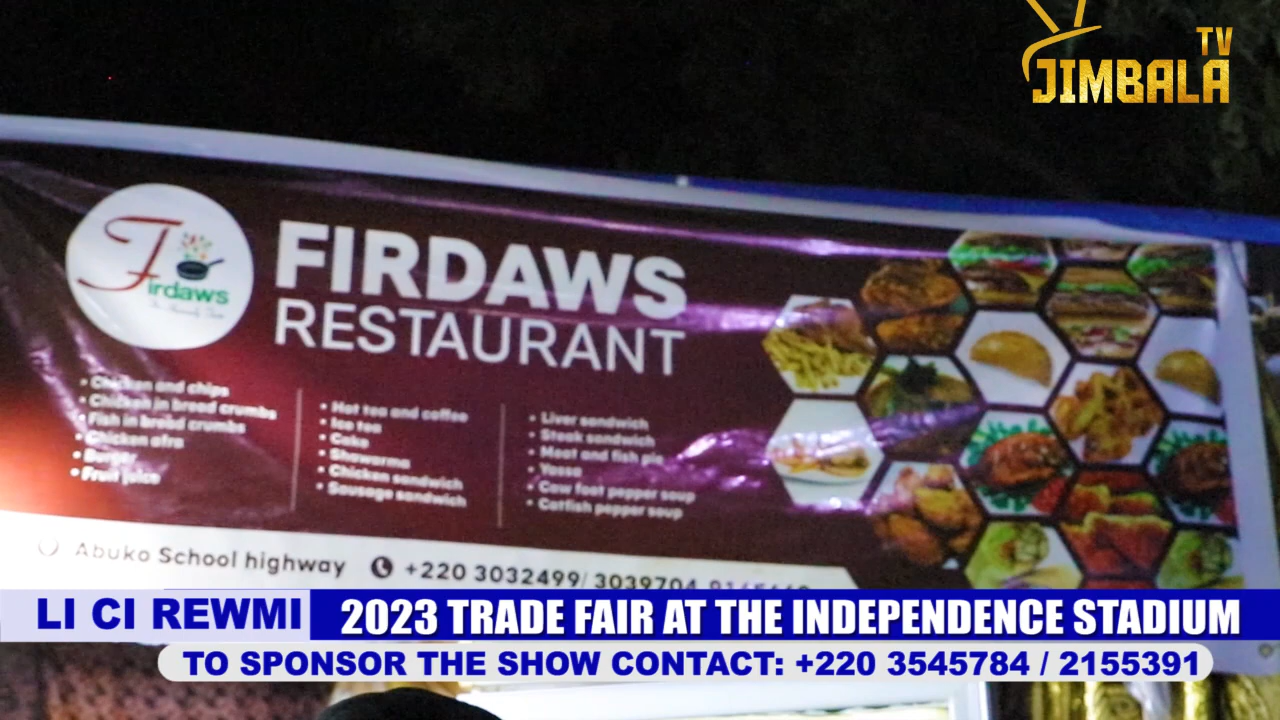 TV
JIMBALA
Firdaws
FIRDAWS
RESTAURANT
• Chicken and chips
• Chicken in bread crumbs
• Fish in bread crumbs
• Chicken afra
• Burger
• Fruit juice
• Hot tea and coffee
• Ice tea
• Cake
• Shawarma
• Chicken sandwich
• Sausage sandwich
• Liver sandwich
• Steak sandwich
• Meat and fish pie
• Yassa
• Cow foot pepper soup
• Catfish pepper soup
Abuko School highway
+220 3032499/ 3039704
LI CI REWMI
2023 TRADE FAIR AT THE INDEPENDENCE STADIUM
TO SPONSOR THE SHOW CONTACT: +220 3545784 / 2155391